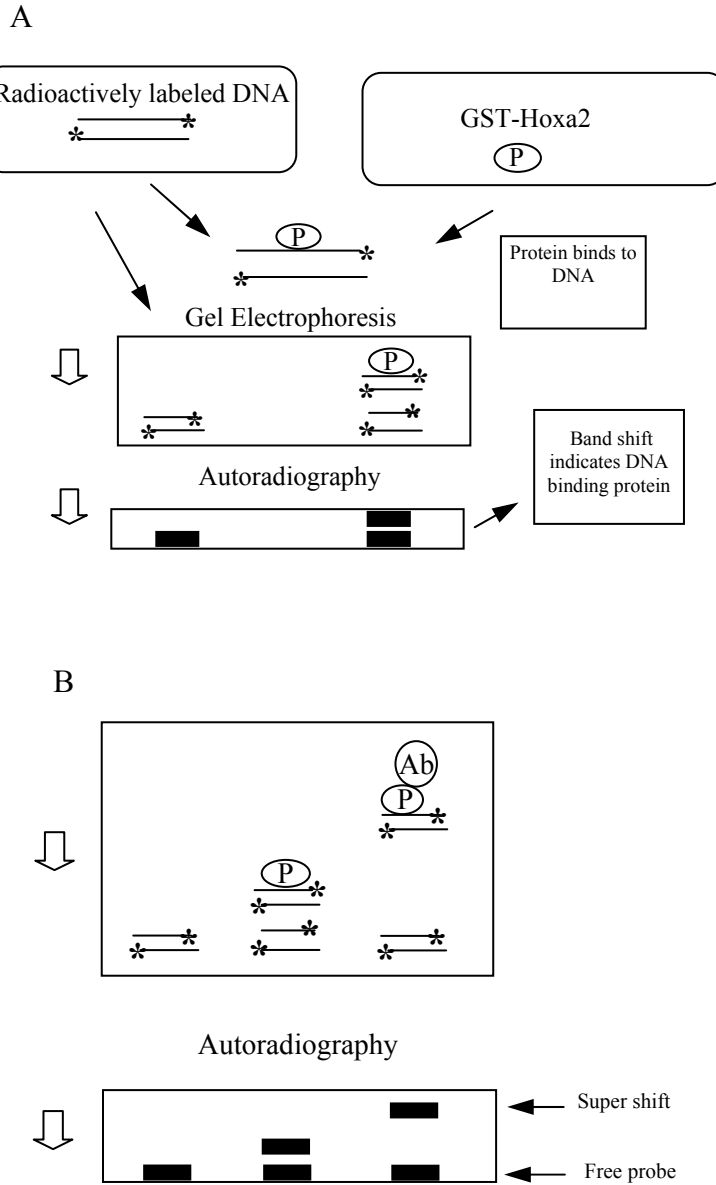 A
Radioactively labeled DNA
GST-Hoxa2
P
P
Protein binds to
DNA
Gel Electrophoresis
P
Autoradiography
Band shift
indicates DNA
binding protein
B
Ab
P
P
Autoradiography
Super shift
Free probe